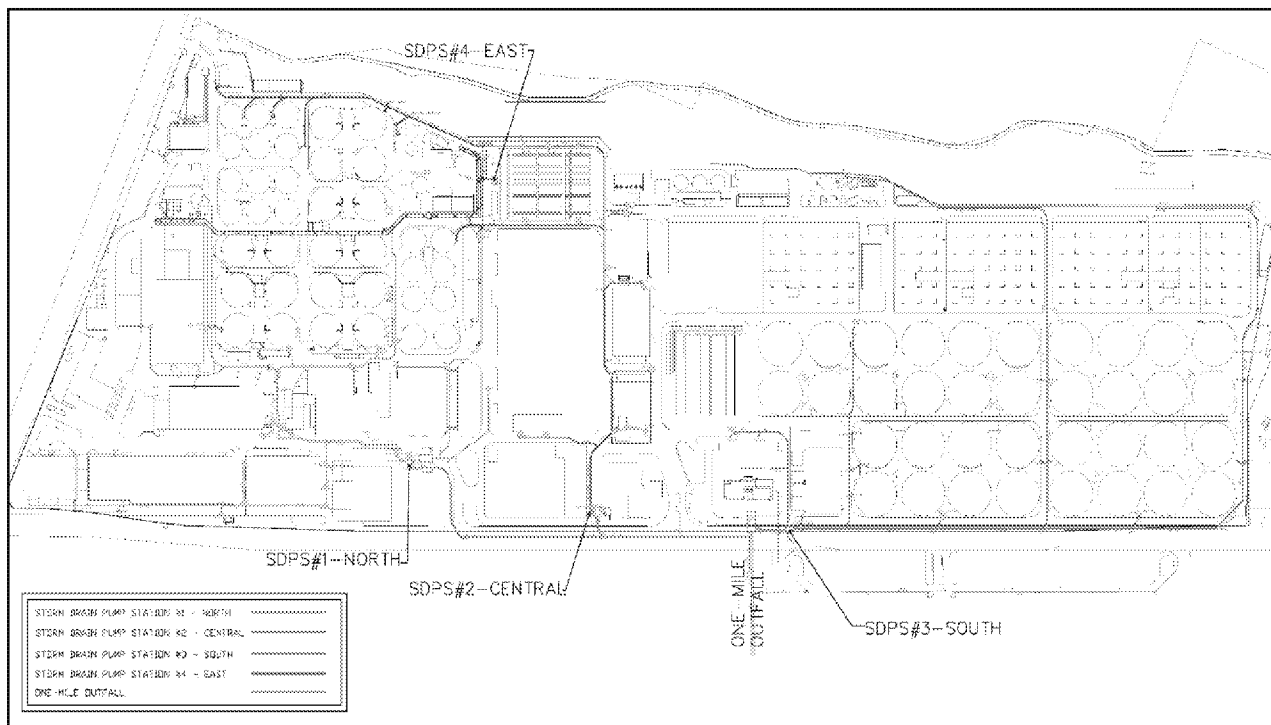 SDPS#4-EAST
SDPS#1-NORTH
SDPS#2-CENTRAL
ONE-MILE
OUTFALL
SDPS#3-SOUTH
STORM DRAIN PUMP STATION #1 - NORTH
STORM DRAIN PUMP STATION #2 - CENTRAL
STORM DRAIN PUMP STATION #3 - SOUTH
STORM DRAIN PUMP STATION #4 - EAST
ONE-MILE OUTFALL